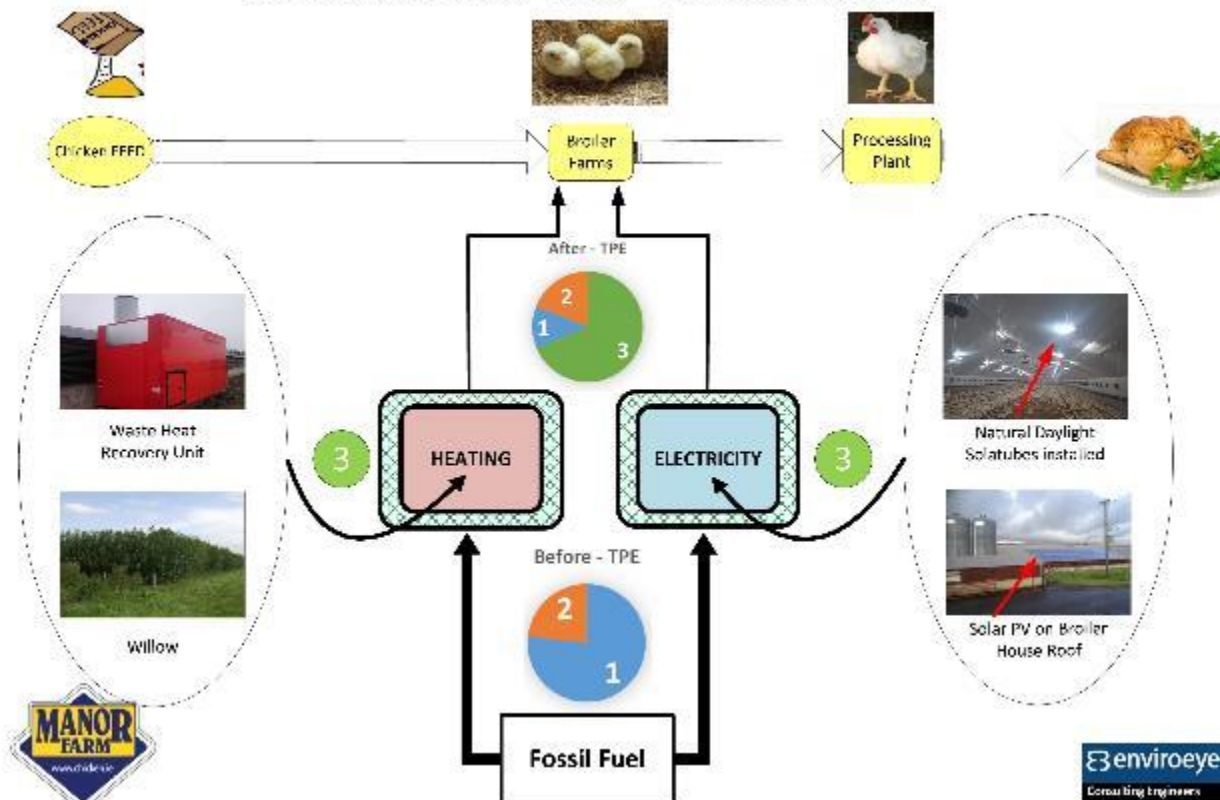 FEED
Chicken FEED
Broiler
Farms
Processing
Plant
After - TPE
2
1
3
Waste Heat
Recovery Unit
3
HEATING
ELECTRICITY
3
Natural Daylight
Solatubes installed
Before - TPE
2
1
Willow
Solar PV on Broiler
House Roof
MANOR
FARM
Fossil Fuel
enviroeye
Consulting Engineers